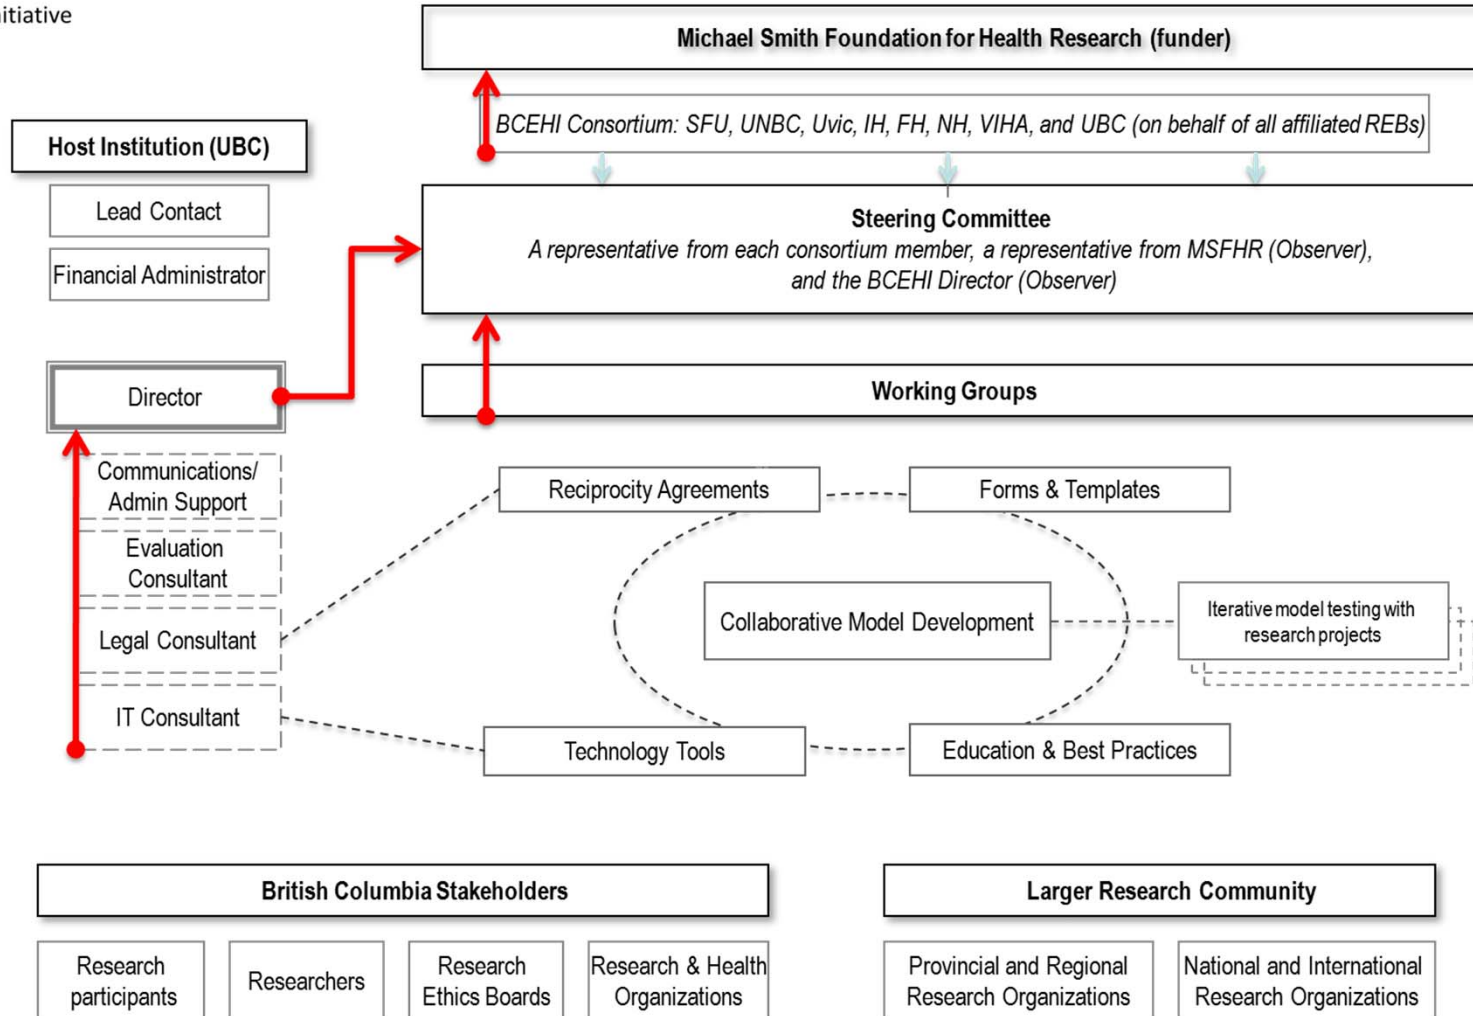 Michael Smith Foundation for Health Research (funder)
BCEHI Consortium: SFU, UNBC, Uvic, IH, FH, NH, VIHA, and UBC (on behalf of all affiliated REBs)
Host Institution (UBC)
Lead Contact
Financial Administrator
Steering Committee
A representative from each consortium member, a representative from MSFHR (Observer),
and the BCEHI Director (Observer)
Director
Working Groups
Communications/
Admin Support
Evaluation
Consultant
Legal Consultant
IT Consultant
Reciprocity Agreements
Forms & Templates
Collaborative Model Development
Iterative model testing with
research projects
Technology Tools
Education & Best Practices
British Columbia Stakeholders
Research
participants
Researchers
Research
Ethics Boards
Research & Health
Organizations
Larger Research Community
Provincial and Regional
Research Organizations
National and International
Research Organizations